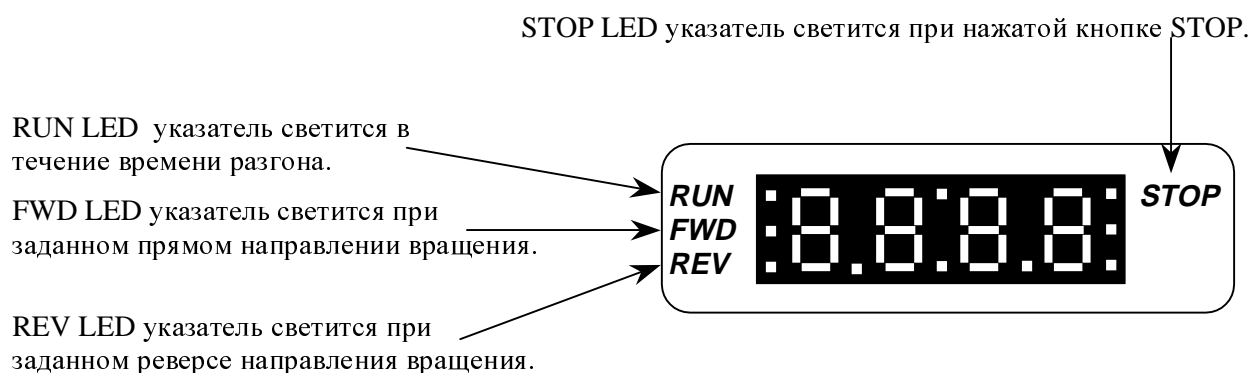 STOP LED указатель светится при нажатой кнопке STOP.
RUN LED указатель светится в
течение времени разгона.
FWD LED указатель светится при
заданном прямом направлении вращения.
REV LED указатель светится при
заданном реверсе направления вращения.
RUN
FWD
REV
8.8:8.8
STOP